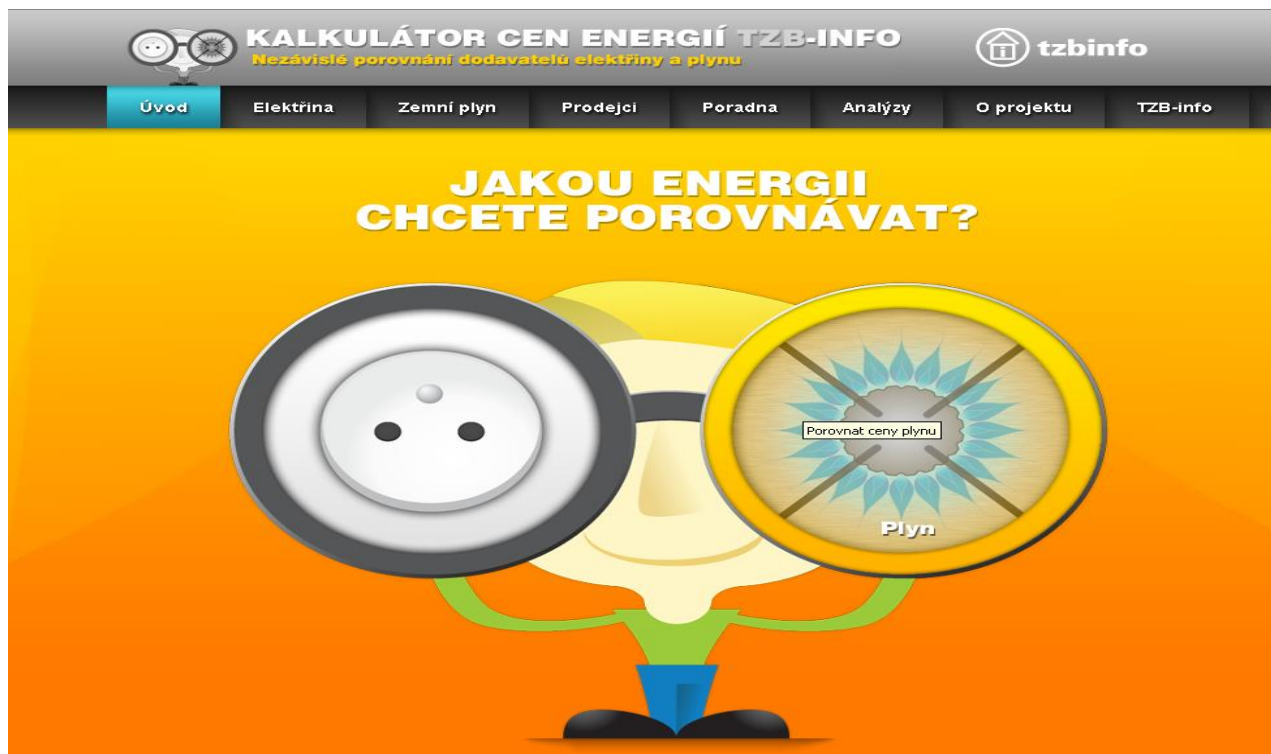 KALKULÁTOR CEN ENERGIÍ TZB-INFO
Nezávislé porovnání dodavatelů elektřiny a plynu
tzbinfo
Úvod Elektřina Zemní plyn Prodejci Poradna Analýzy O projektu TZB-info
JAKOU ENERGII
CHCETE POROVNÁVAT?
Porovnat ceny plynu
Plyn